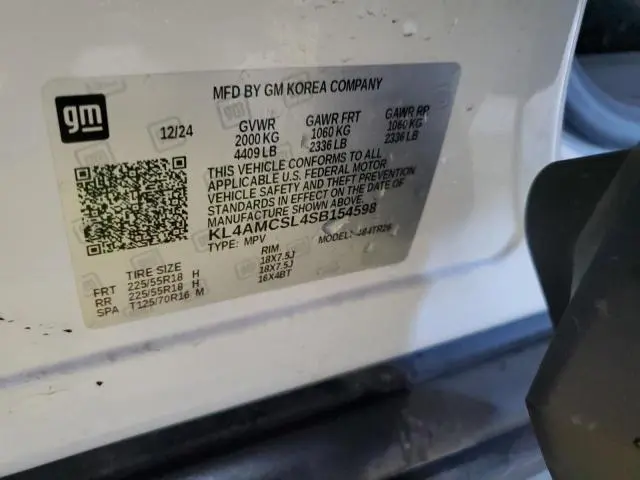 gm
MFD BY GM KOREA COMPANY
12/24 GVWR GAWR FRT GAWR RR
2000 KG 1060 KG 1060 KG
4409 LB 2336 LB 2336 LB
THIS VEHICLE CONFORMS TO ALL
APPLICABLE U.S. FEDERAL MOTOR
VEHICLE SAFETY AND THEFT PREVENTION
STANDARDS IN EFFECT ON THE DATE OF
MANUFACTURE SHOWN ABOVE.
KL4AMCSL4SB154598
TYPE: MPV MODEL:
TIRE SIZE RIM
FRT 225/55R18 H 18X7.5J
RR 225/55R18 H 18X7.5J
SPA T125/70R16 M 16X4BT